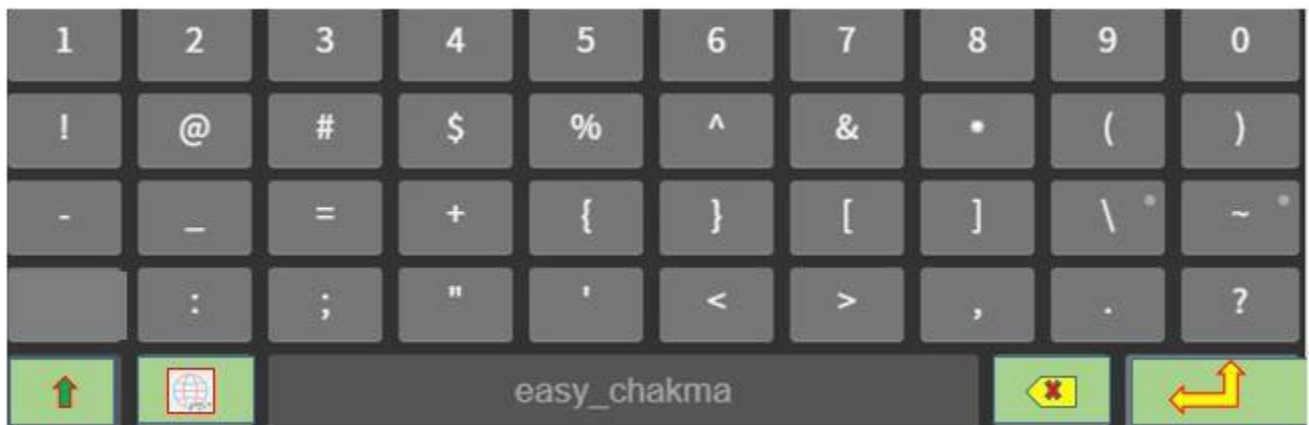 1 2 3 4 5 6 7 8 9 0
! @ # $ % ^ & * ( )
- _ = + { } [ ] \ ~
: ; " ' < > , . ?
easy_chakma